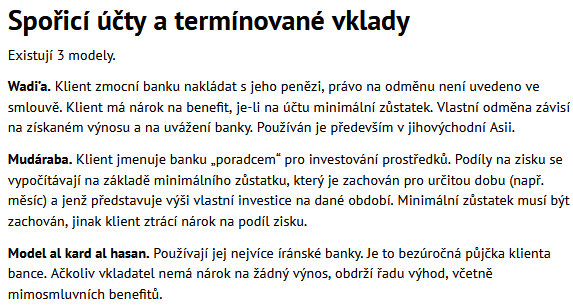 Spořicí účty a termínované vklady
Existují 3 modely.
Wadi’a. Klient zmocní banku nakládat s jeho penězi, právo na odměnu není uvedeno ve
smlouvě. Klient má nárok na benefit, je-li na účtu minimální zůstatek. Vlastní odměna závisí
na získaném výnosu a na uvážení banky. Používán je především v jihovýchodní Asii.
Mudáraba. Klient jmenuje banku „poradcem“ pro investování prostředků. Podíly na zisku se
vypočítávají na základě minimálního zůstatku, který je zachován pro určitou dobu (např.
měsíc) a jenž představuje výši vlastní investice na dané období. Minimální zůstatek musí být
zachován, jinak klient ztrácí nárok na podíl zisku.
Model al kard al hasan. Používají jej nejvíce íránské banky. Je to bezúročná půjčka klienta
bance. Ačkoliv vkladatel nemá nárok na žádný výnos, obdrží řadu výhod, včetně
mimosmluvních benefitů.